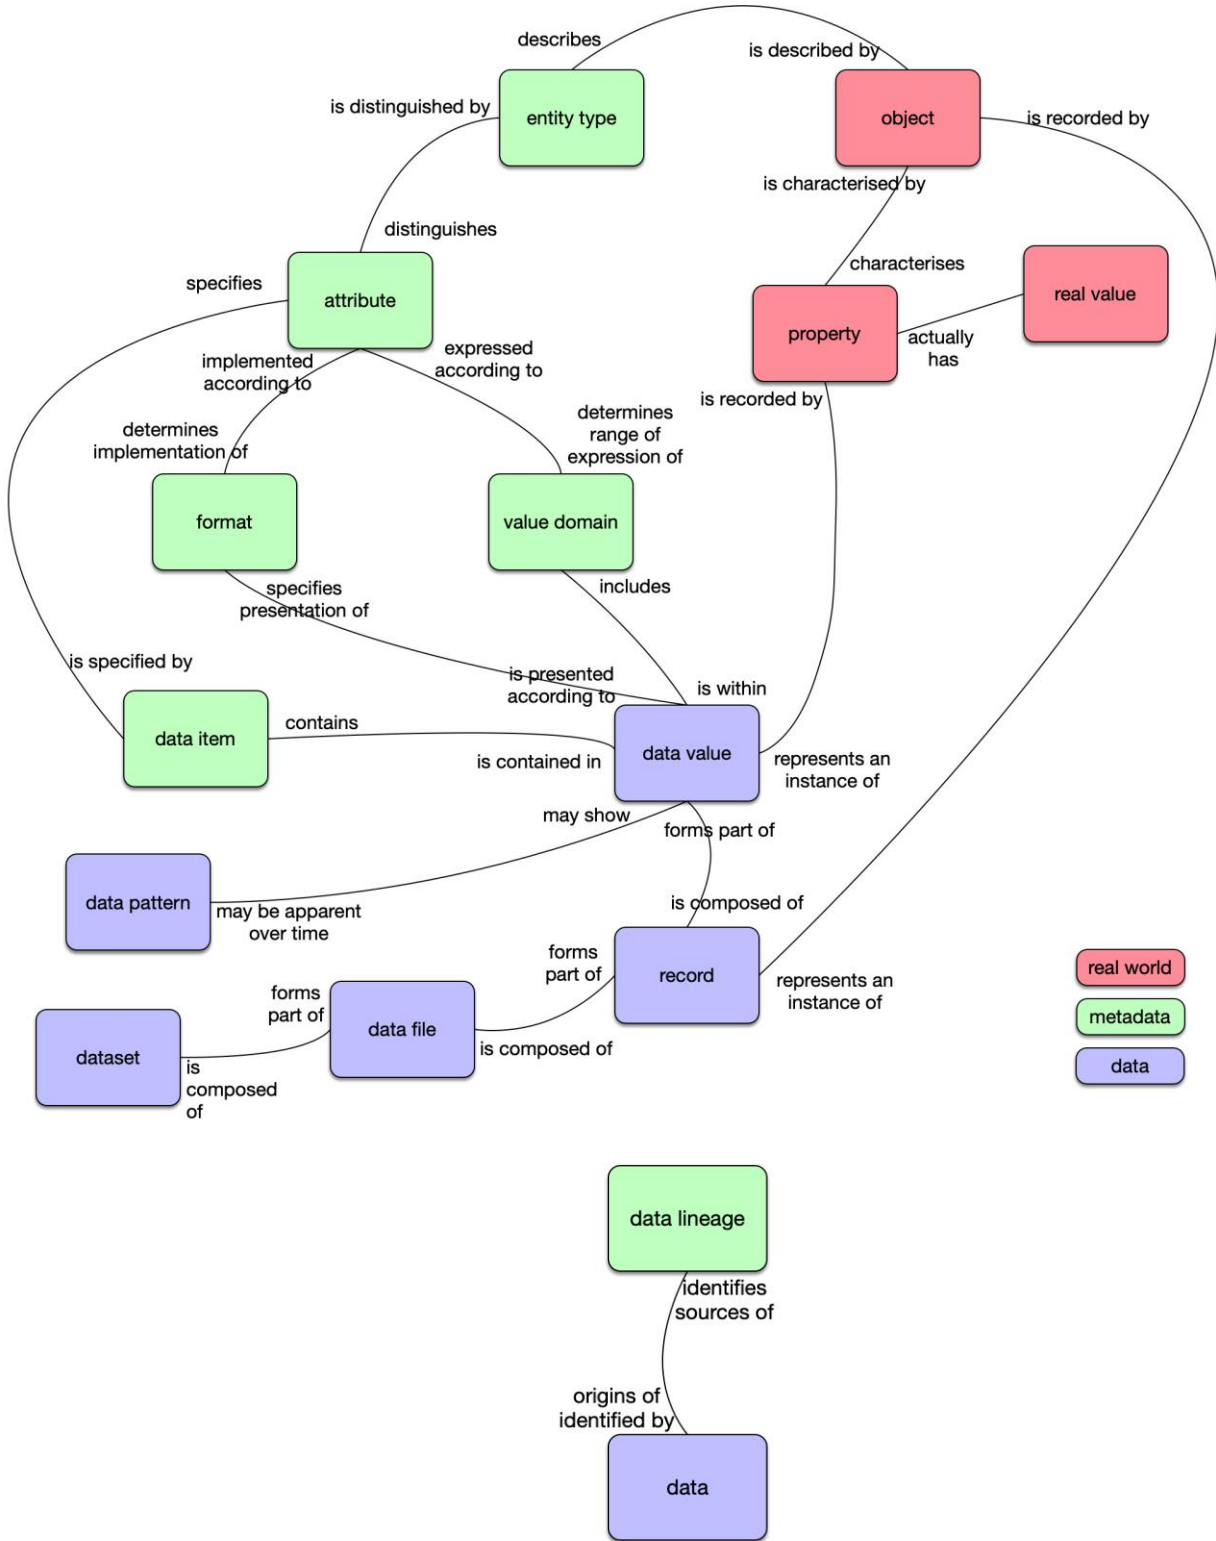 describes
is described by
is distinguished by
entity type
object
is recorded by
is characterised by
distinguishes
characterises
specifies
attribute
real value
implemented
according to
expressed
according to
property
actually
has
is recorded by
determines
implementation of
determines
range of
expression of
format
value domain
specifies
presentation of
includes
is specified by
is presented
according to
is within
data item
contains
is contained in
data value
represents an
instance of
may show
forms part of
data pattern
may be apparent
over time
is composed of
forms
part of
record
represents an
instance of
real world
metadata
data
forms
part of
data file
is composed of
dataset
is
composed
of
data lineage
identifies
sources of
origins of
identified by
data